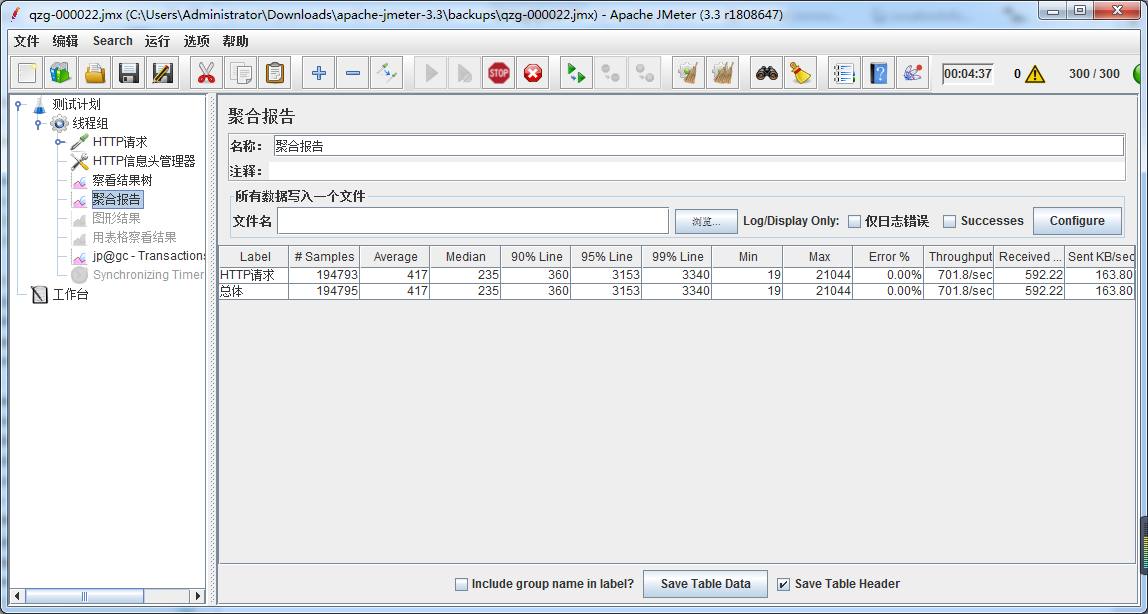 qzg-000022.jmx (C:\Users\Administrator\Downloads\apache-jmeter-3.3\backups\qzg-000022.jmx) - Apache JMeter (3.3 r1808647)
文件 编辑 Search 运行 选项 帮助
STOP 00:04:37 0 300 / 300
测试计划
线程组
HTTP请求
HTTP信息头管理器
察看结果树
聚合报告
图形结果
用表格察看结果
jp@gc - Transactions
Synchronizing Timer
工作台
聚合报告
名称: 聚合报告
注释:
所有数据写入一个文件
文件名 浏览... Log/Display Only: 仅日志错误 Successes Configure
Label # Samples Average Median 90% Line 95% Line 99% Line Min Max Error % Throughput Received ... Sent KB/sec
HTTP请求 194793 417 235 360 3153 3340 19 21044 0.00% 701.8/sec 592.22 163.80
总体 194795 417 235 360 3153 3340 19 21044 0.00% 701.8/sec 592.22 163.80
Include group name in label? Save Table Data Save Table Header